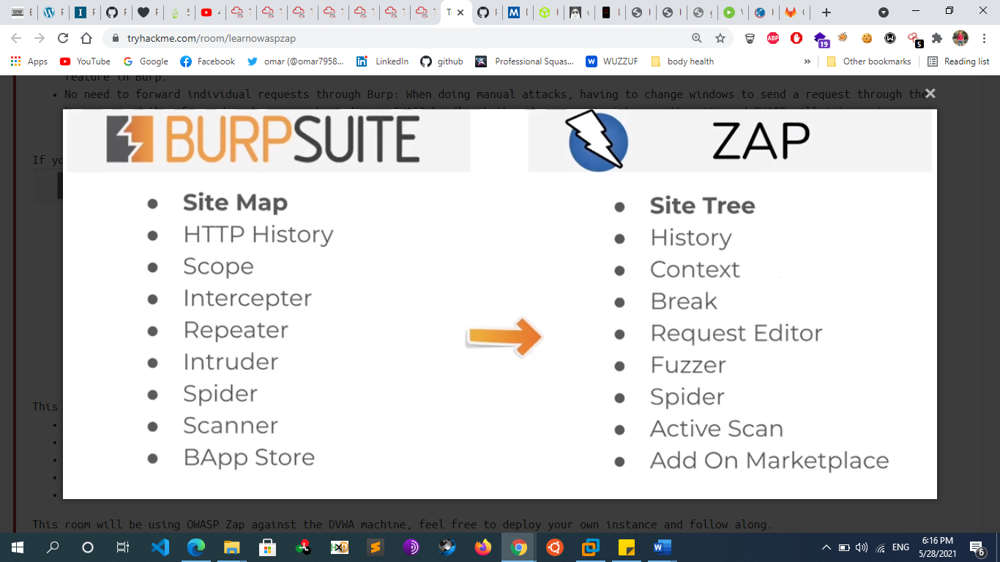 tryhackme.com/room/learnowaspzap
19
5
Apps
YouTube
Google
Facebook
omar (@omar7958...
LinkedIn
github
Professional Squas...
WUZZUF
body health
»
Other bookmarks
Reading list
feature in Burp.
• No need to forward individual requests through Burp: When doing manual attacks, having to change windows to send a request through the
If yo
BURPSUITE
• Site Map
• HTTP History
• Scope
• Intercepter
• Repeater
• Intruder
• Spider
• Scanner
• BApp Store
ZAP
• Site Tree
• History
• Context
• Break
• Request Editor
• Fuzzer
• Spider
• Active Scan
• Add On Marketplace
This
This room will be using OWASP Zap against the DVWA machine, feel free to deploy your own instance and follow along.
ENG
6:16 PM
5/28/2021
6